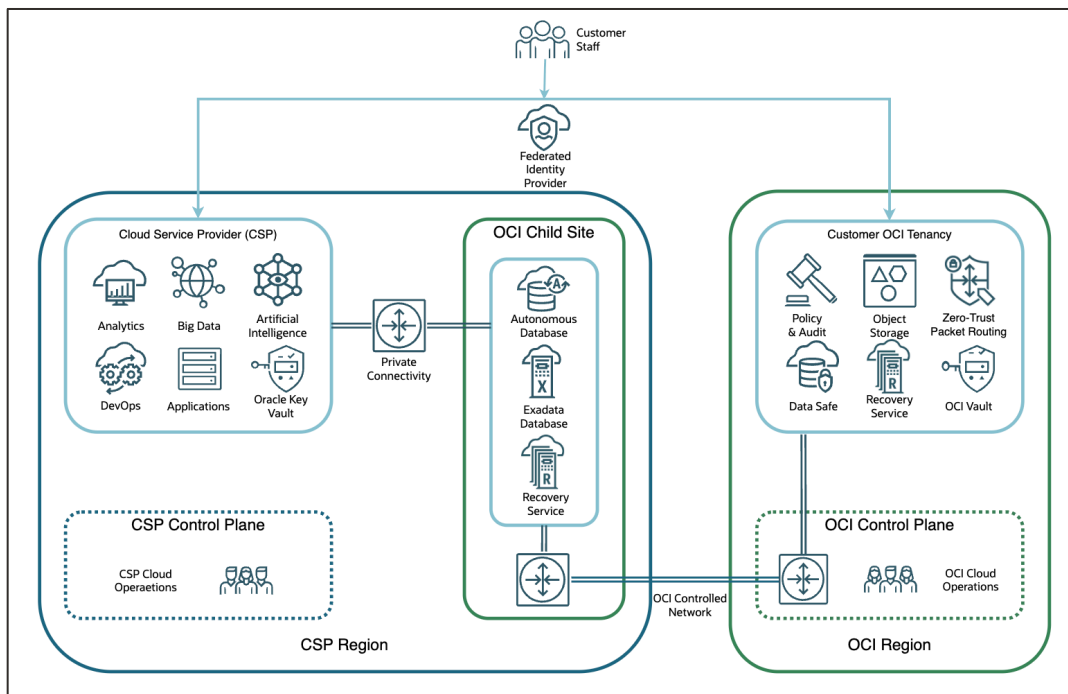 Customer
Staff
Federated
Identity
Provider
Cloud Service Provider (CSP)
Analytics
Big Data
Artificial
Intelligence
DevOps
Applications
Oracle Key
Vault
Private
Connectivity
OCI Child Site
A
Autonomous
Database
X
Exadata
Database
R
Recovery
Service
CSP Control Plane
CSP Cloud
Operaetions
CSP Region
OCI Controlled
Network
Customer OCI Tenancy
Policy
& Audit
Object
Storage
Zero-Trust
Packet Routing
Data Safe
R
Recovery
Service
OCI Vault
OCI Control Plane
OCI Cloud
Operations
OCI Region